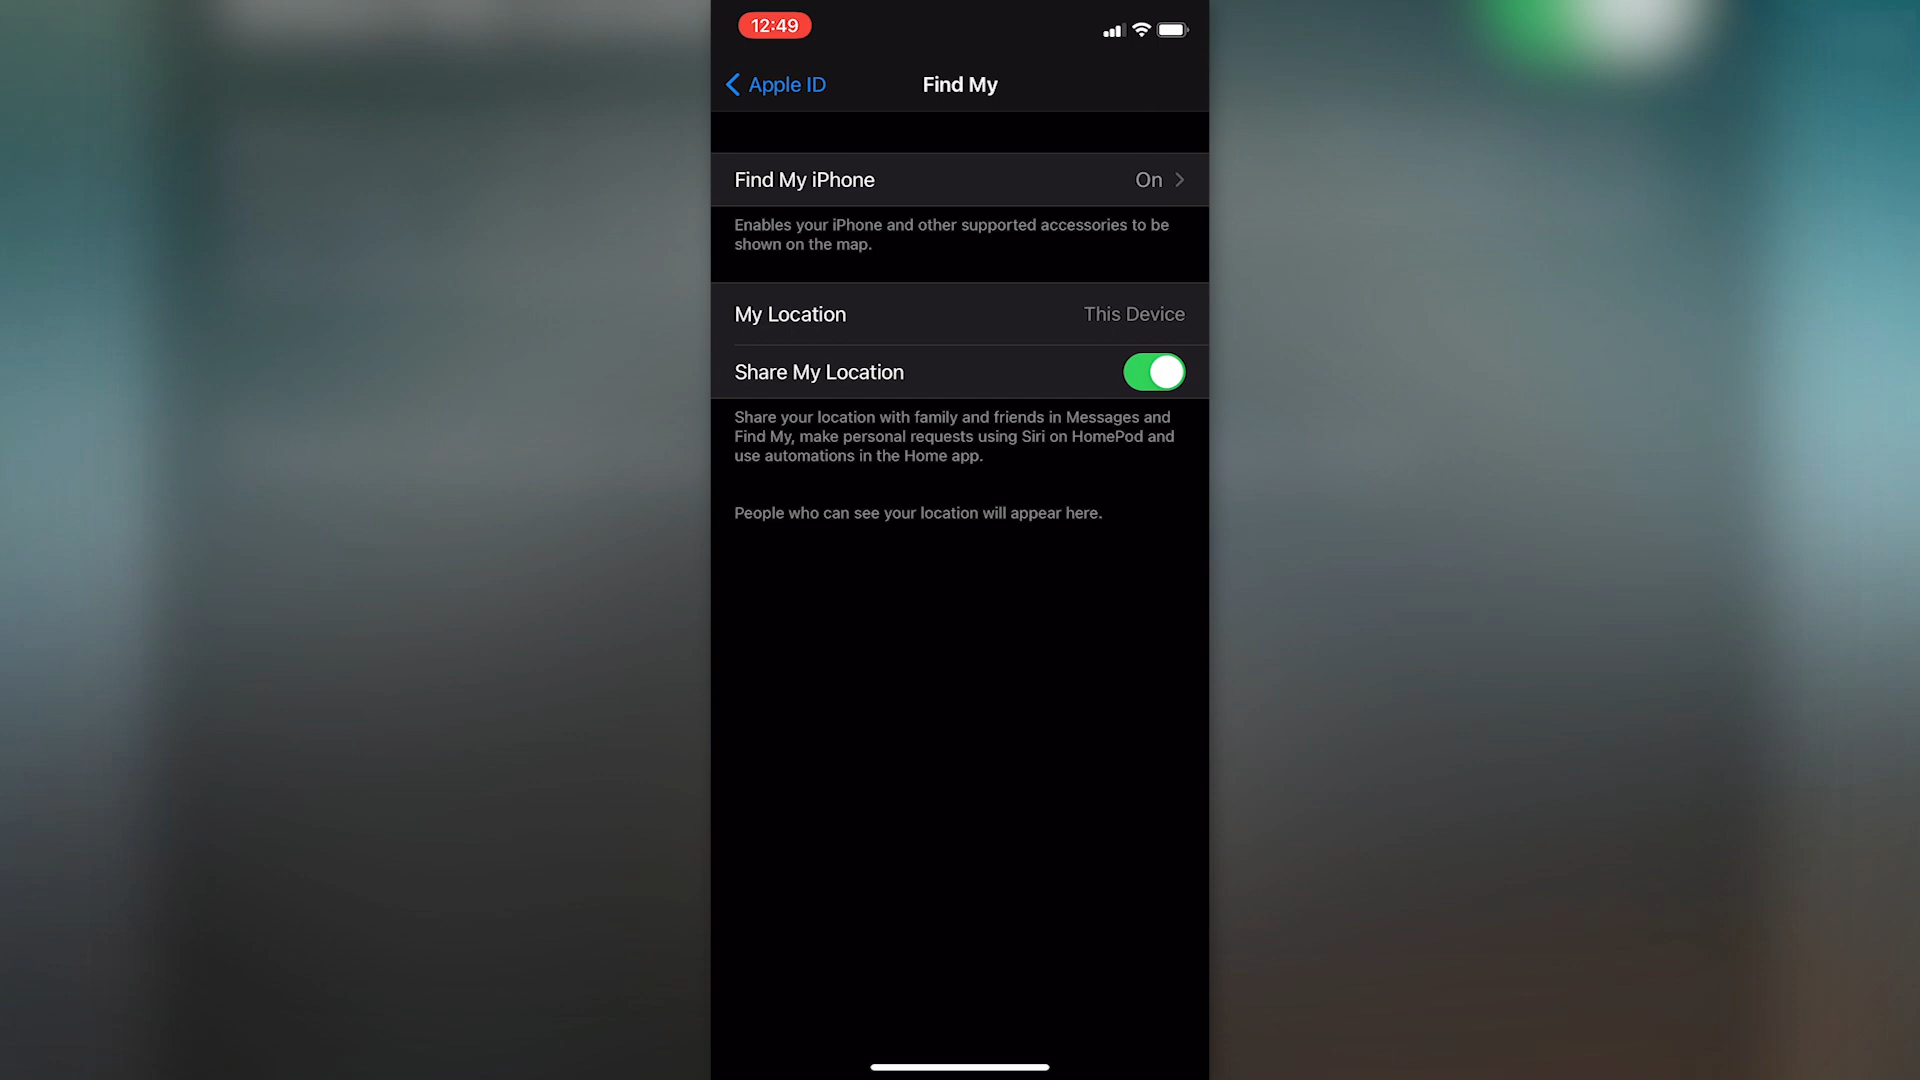 12:49
Apple ID
Find My
Find My iPhone
On
Enables your iPhone and other supported accessories to be
shown on the map.
My Location
This Device
Share My Location
Share your location with family and friends in Messages and
Find My, make personal requests using Siri on HomePod and
use automations in the Home app.
People who can see your location will appear here.